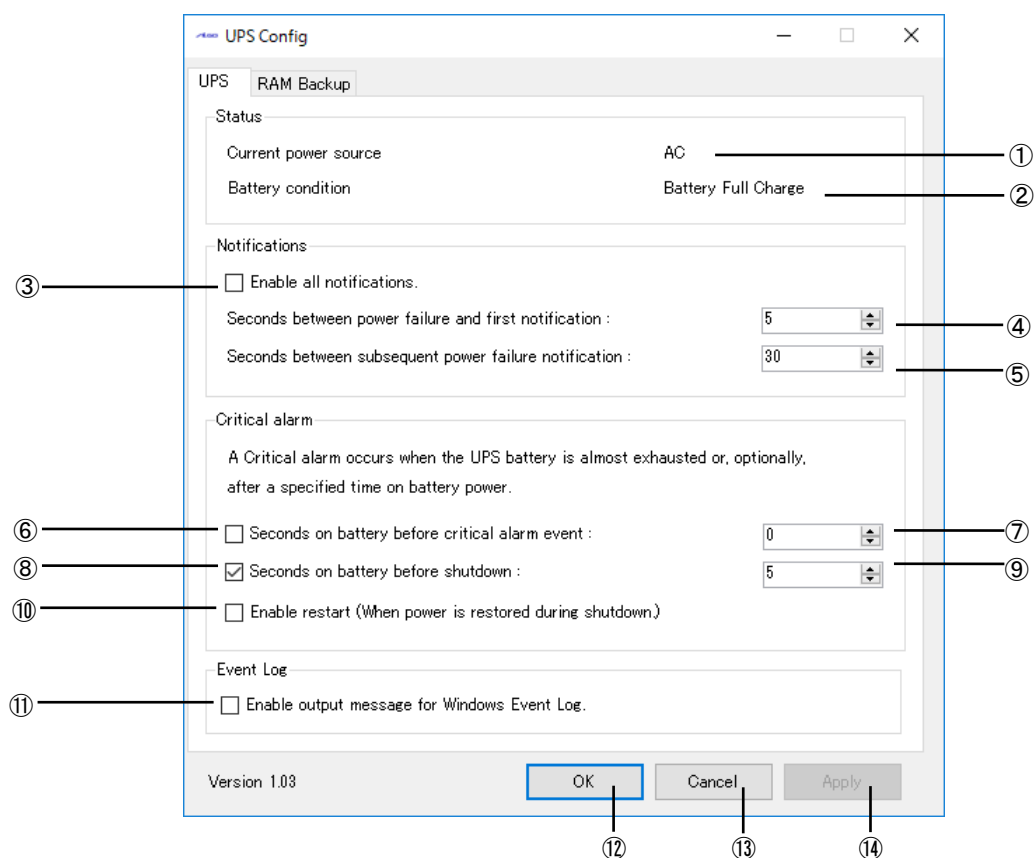 Algo UPS Config
UPS RAM Backup
Status
Current power source AC ①
Battery condition Battery Full Charge ②
Notifications
③ Enable all notifications.
Seconds between power failure and first notification : 5 ④
Seconds between subsequent power failure notification : 30 ⑤
Critical alarm
A Critical alarm occurs when the UPS battery is almost exhausted or, optionally,
after a specified time on battery power.
⑥ Seconds on battery before critical alarm event : 0 ⑦
⑧ Seconds on battery before shutdown : 5 ⑨
⑩ Enable restart (When power is restored during shutdown.)
Event Log
⑪ Enable output message for Windows Event Log.
Version 1.03 OK Cancel Apply
⑫ ⑬ ⑭